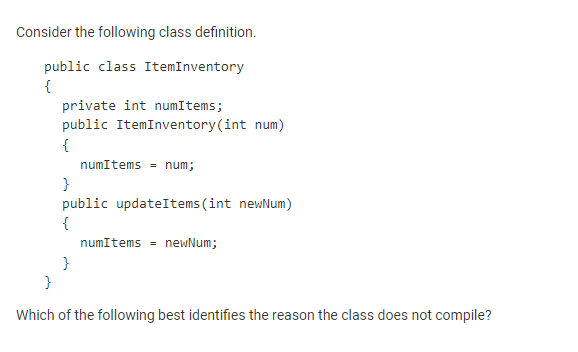 Consider the following class definition.
public class ItemInventory
{
private int numItems;
public ItemInventory(int num)
{
numItems = num;
}
public updateItems(int newNum)
{
numItems = newNum;
}
}
Which of the following best identifies the reason the class does not compile?